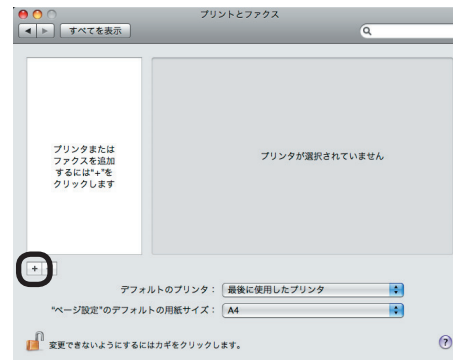 プリントとファクス
すべてを表示
プリンタまたは
ファクスを追加
するには"+"を
クリックします
プリンタが選択されていません
+
デフォルトのプリンタ： 最後に使用したプリンタ
"ページ設定"のデフォルトの用紙サイズ： A4
変更できないようにするにはカギをクリックします。
?